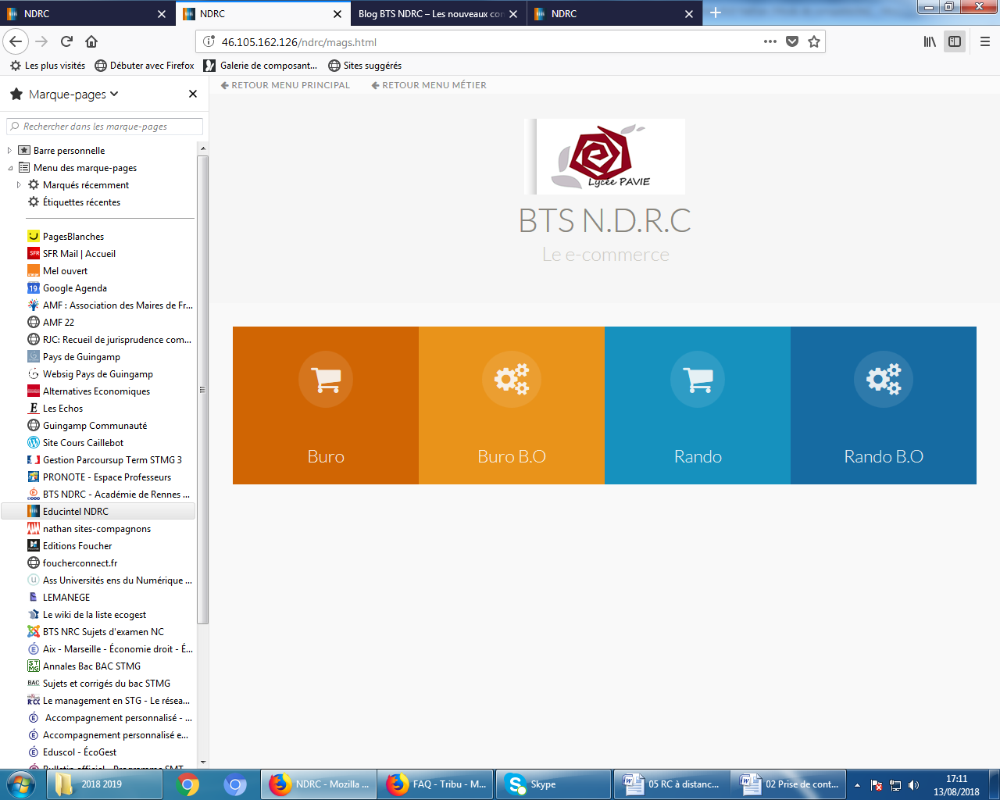 NDRC
NDRC
Blog BTS NDRC – Les nouveaux con
NDRC
46.105.162.126/ndrc/mags.html
Les plus visités
Débuter avec Firefox
Galerie de composant...
Sites suggérés
Marque-pages
Rechercher dans les marque-pages
Barre personnelle
Menu des marque-pages
Marqués récemment
Étiquettes récentes
PagesBlanches
SFR Mail | Accueil
Mel ouvert
Google Agenda
AMF : Association des Maires de Fr...
AMF 22
RJC: Recueil de jurisprudence com...
Pays de Guingamp
Websig Pays de Guingamp
Alternatives Economiques
Les Echos
Guingamp Communauté
Site Cours Caillebot
Gestion Parcoursup Term STMG 3
PRONOTE - Espace Professeurs
BTS NDRC - Académie de Rennes ...
Educintel NDRC
nathan sites-compagnons
Editions Foucher
foucherconnect.fr
Ass Universités ens du Numérique ...
LEMANEGE
Le wiki de la liste ecogest
BTS NRC Sujets d'examen NC
Aix - Marseille - Économie droit - É...
Annales Bac BAC STMG
Sujets et corrigés du bac STMG
Le management en STG - Le résea...
Accompagnement personnalisé - ...
Accompagnement personnalisé e...
Eduscol - ÉcoGest
Bulletin officiel - Programme SMT...
RETOUR MENU PRINCIPAL
RETOUR MENU MÉTIER
Lycée PAVIE
BTS N.D.R.C
Le e-commerce
Buro
Buro B.O
Rando
Rando B.O
2018 2019
NDRC - Mozilla ...
FAQ - Tribu - M...
Skype
05 RC à distanc...
02 Prise de cont...
17:11
13/08/2018